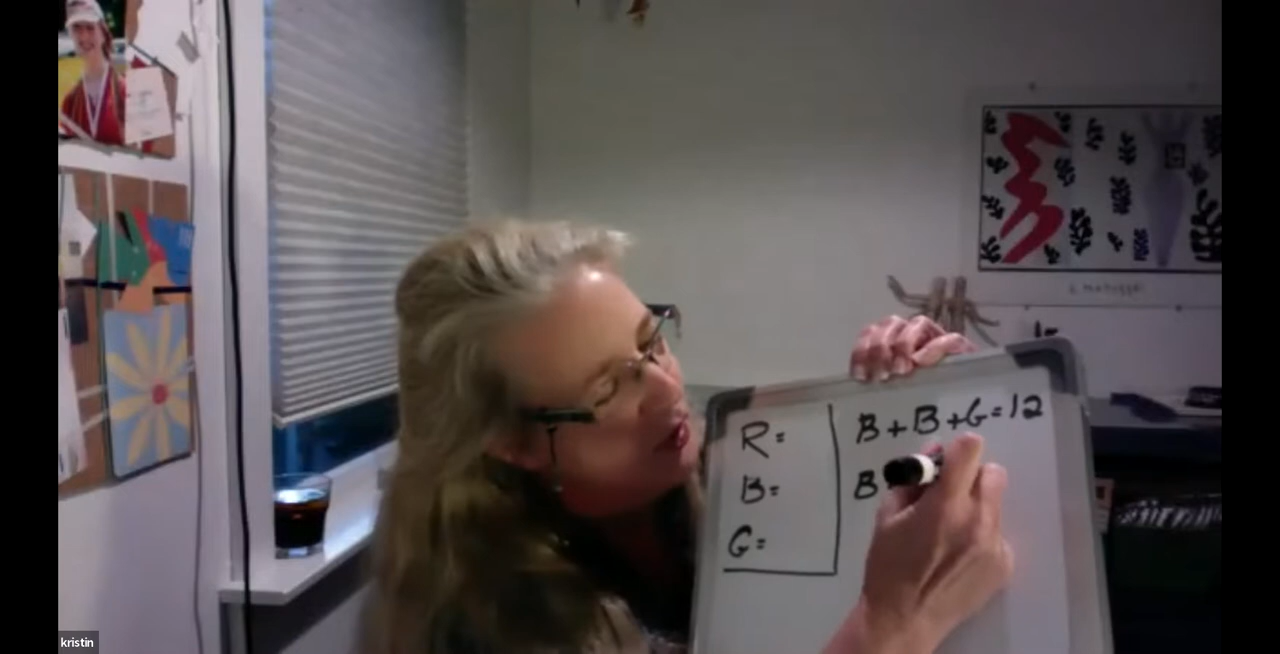 R=
B=
G=
B+B+G=12
B
kristin